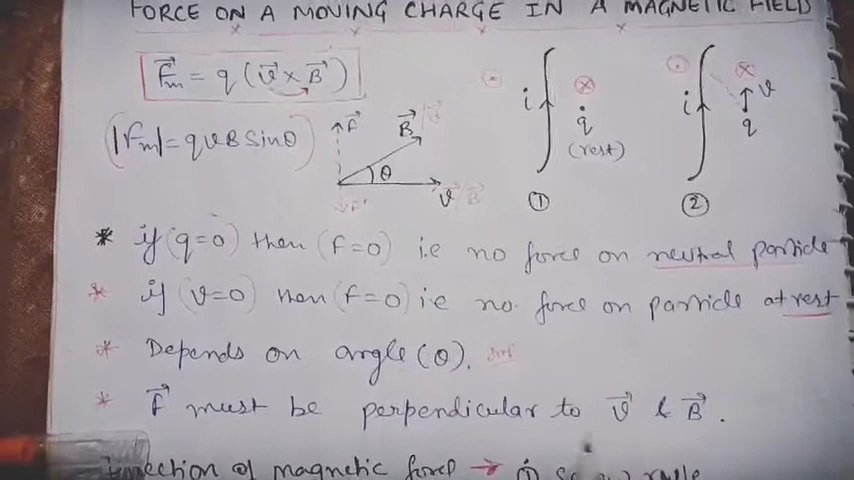 FORCE ON A MOVING CHARGE IN A MAGNETIC FIELD
F⃗m = q (v⃗ × B⃗)
|Fm| = qvB sinθ
F⃗
B⃗/v⃗
θ
v⃗/B⃗
F'
i
q
(rest)
①
i
v
q
②
* if (q=0) then (F=0) i.e no force on neutral particle
* if (v=0) then (F=0) i.e no force on particle at rest
* Depends on angle (θ).
* F⃗ must be perpendicular to v⃗ & B⃗.
Direction of magnetic force → ① rule